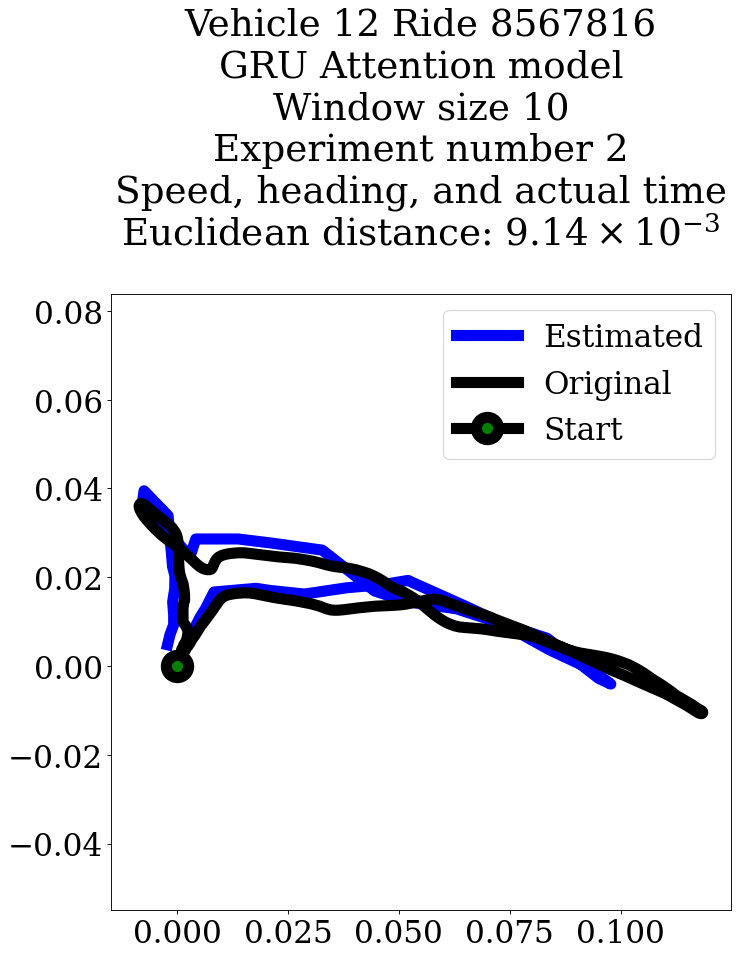 Vehicle 12 Ride 8567816
GRU Attention model
Window size 10
Experiment number 2
Speed, heading, and actual time
Euclidean distance: 9.14 × 10⁻³
Estimated
Original
Start
0.08
0.06
0.04
0.02
0.00
−0.02
−0.04
0.000 0.025 0.050 0.075 0.100